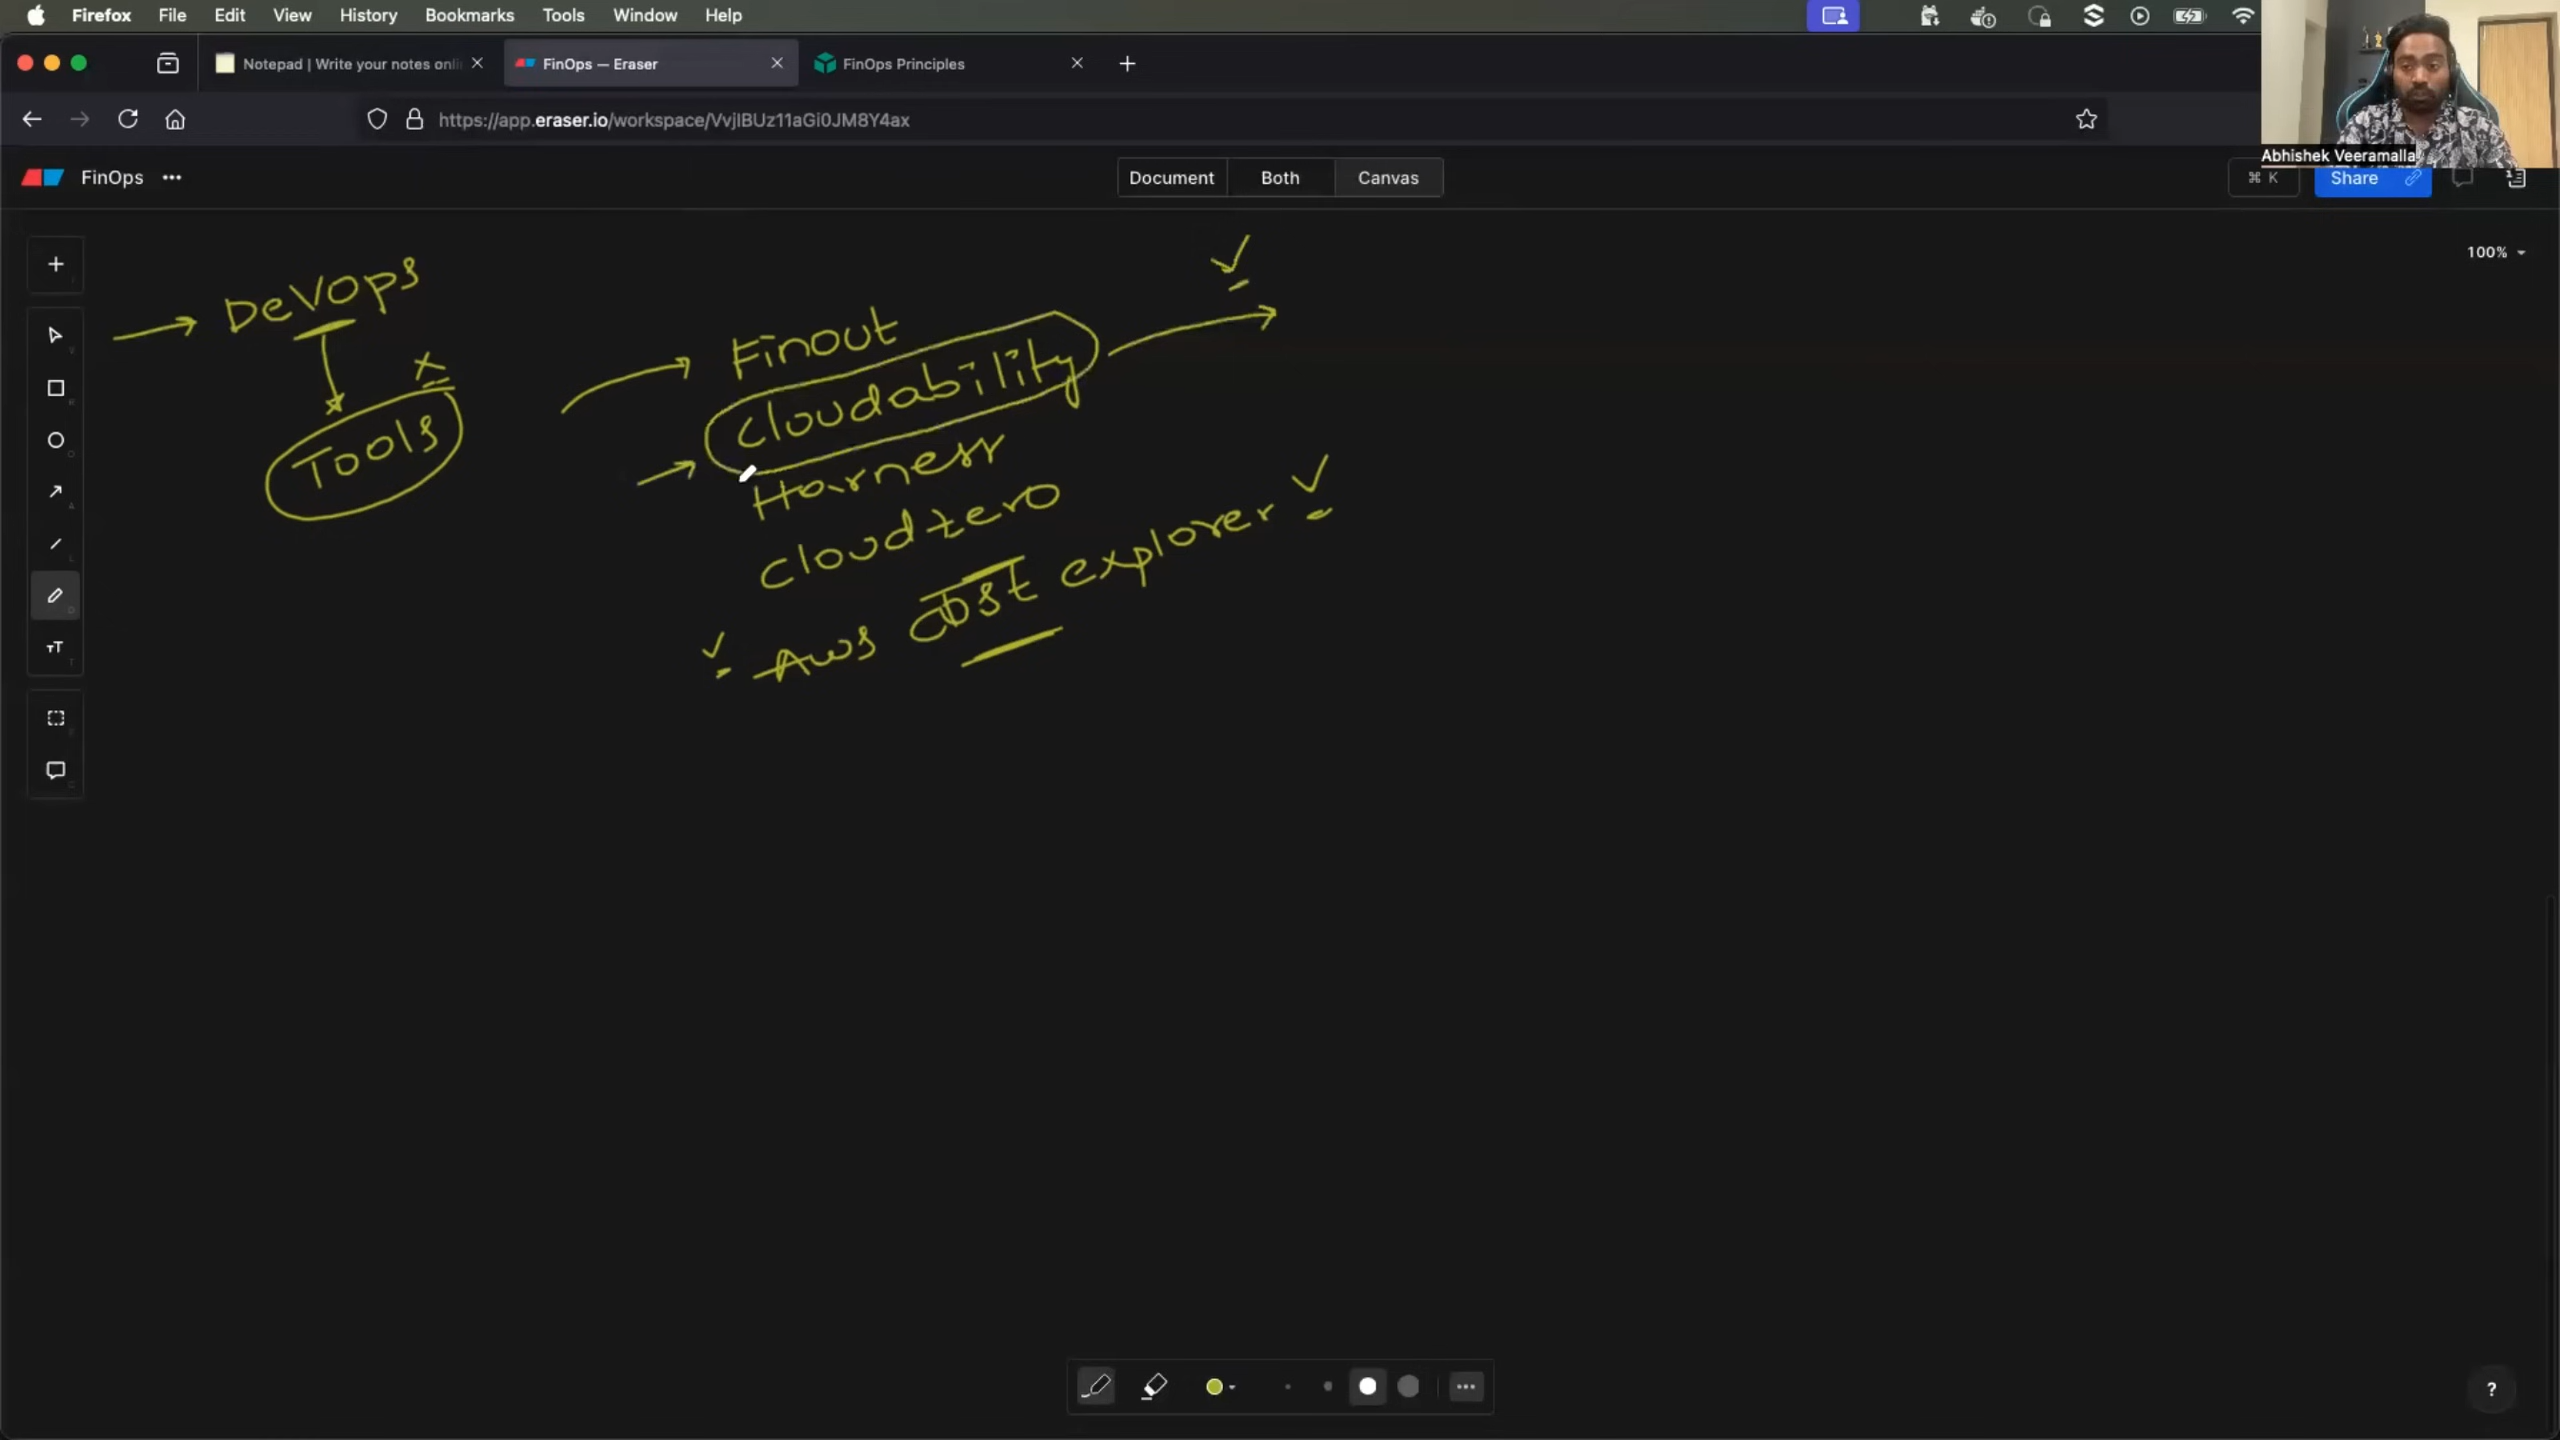 Firefox File Edit View History Bookmarks Tools Window Help
Notepad | Write your notes onli
FinOps — Eraser
FinOps Principles
https://app.eraser.io/workspace/VvjIBUz11aGi0JM8Y4ax
Abhishek Veeramalla
FinOps
Document Both Canvas
⌘ K
Share
100%
DeVops
Tools
Finout
Cloudability
Harness
cloudzero
Aws cost explorer
TT
?